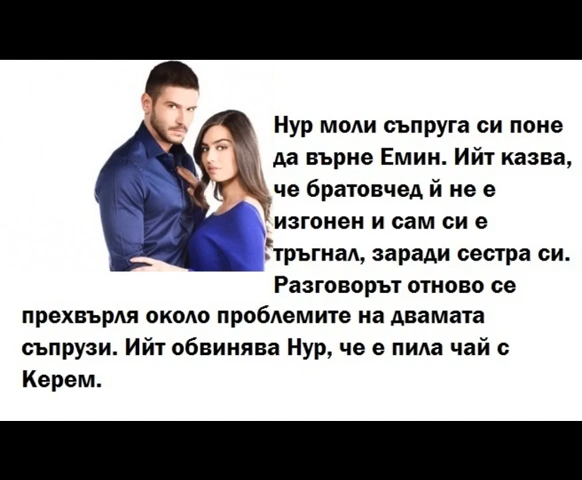 Нур моли съпруга си поне
да върне Емин. Ийт казва,
че братовчед й не е
изгонен и сам си е
тръгнал, заради сестра си.
Разговорът отново се
прехвърля около проблемите на двамата
съпрузи. Ийт обвинява Нур, че е пила чай с
Керем.